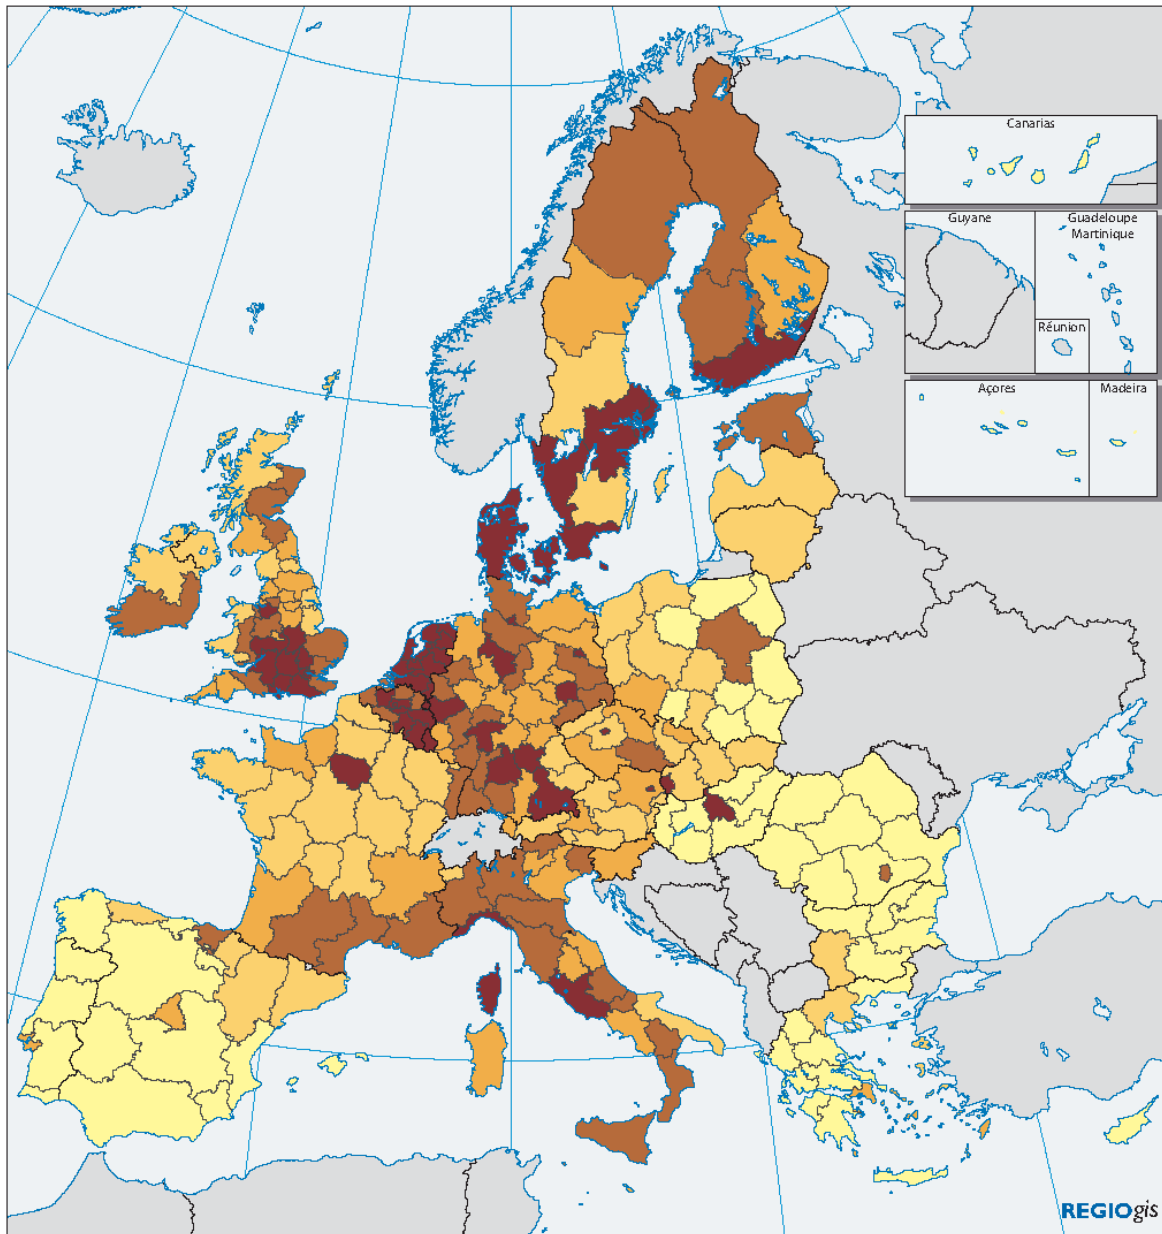 Canarias
Guyane
Guadeloupe
Martinique
Réunion
Açores
Madeira
REGIOgis